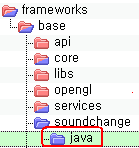 frameworks
base
api
core
libs
opengl
services
soundchange
java